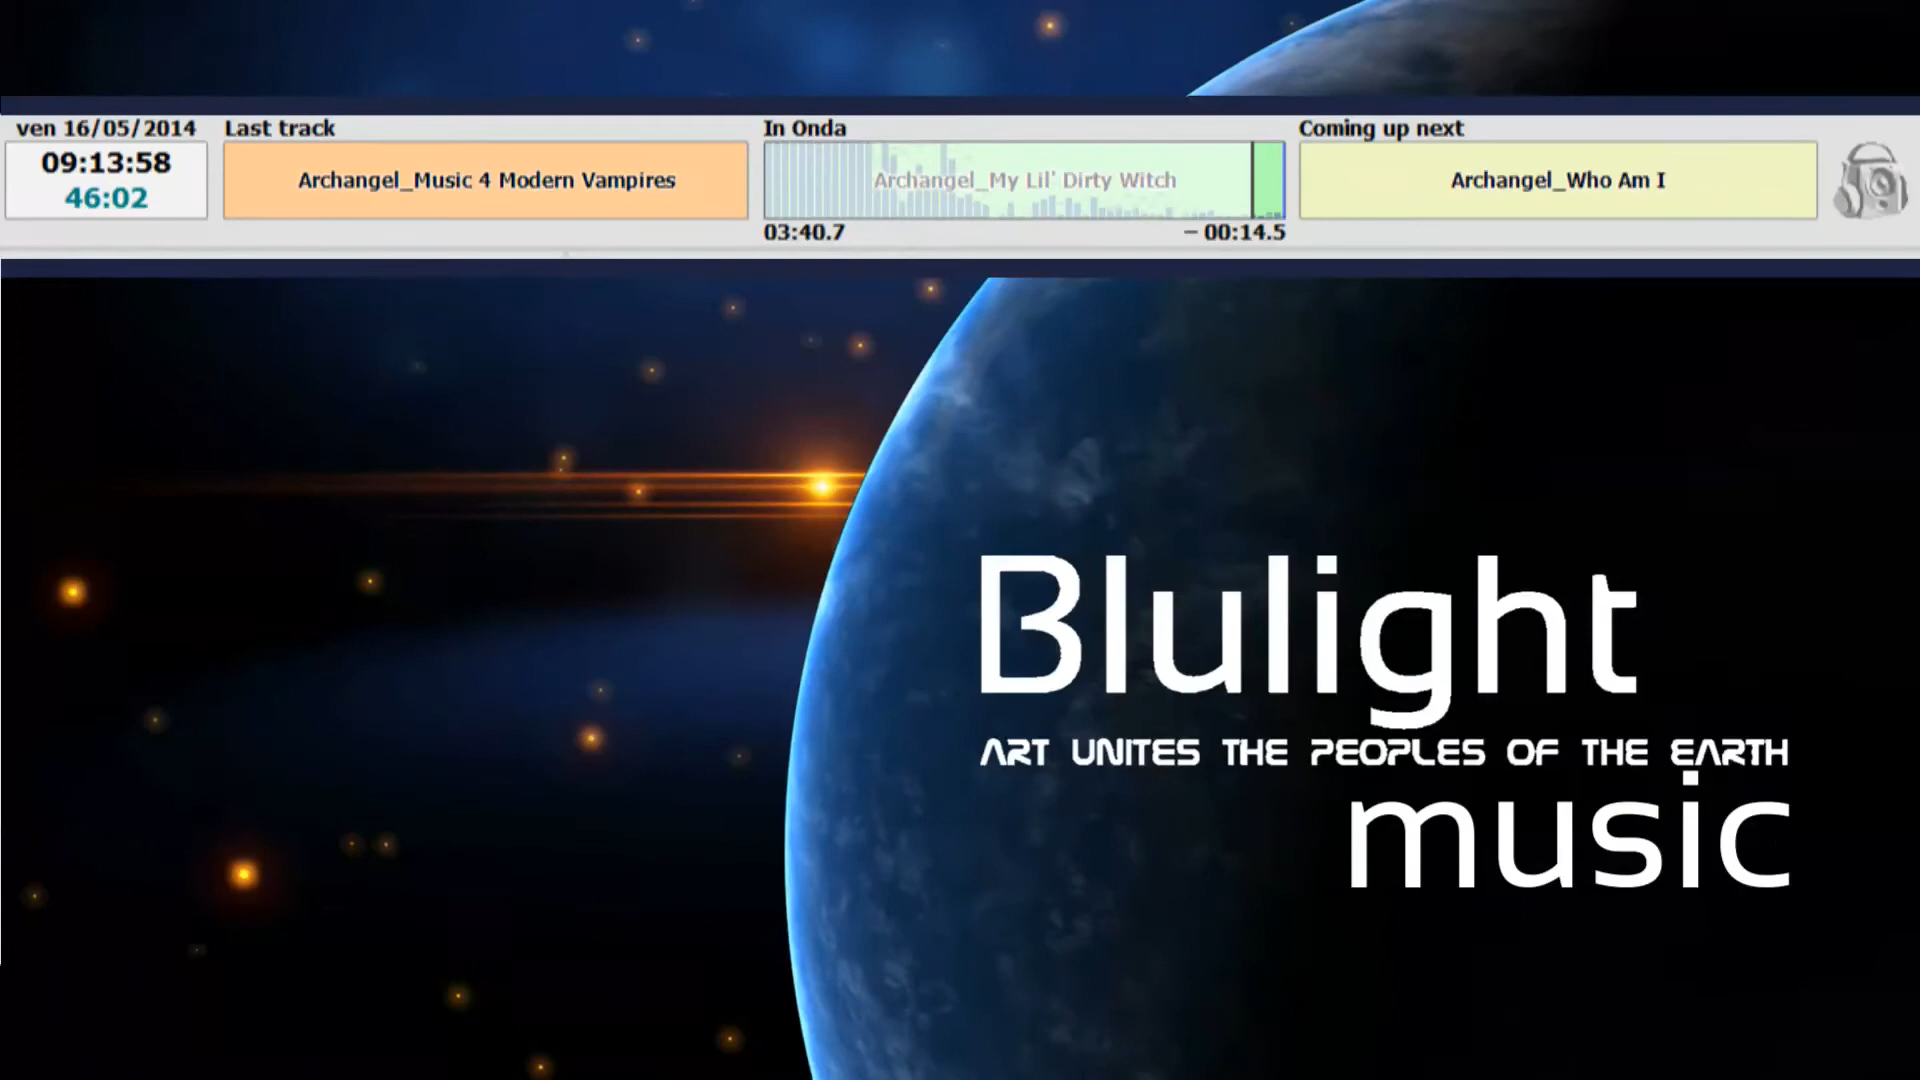 ven 16/05/2014
09:13:58
46:02
Last track
Archangel_Music 4 Modern Vampires
In Onda
Archangel_My Lil' Dirty Witch
03:40.7
− 00:14.5
Coming up next
Archangel_Who Am I
Blulight
ART UNITES THE PEOPLES OF THE EARTH
music